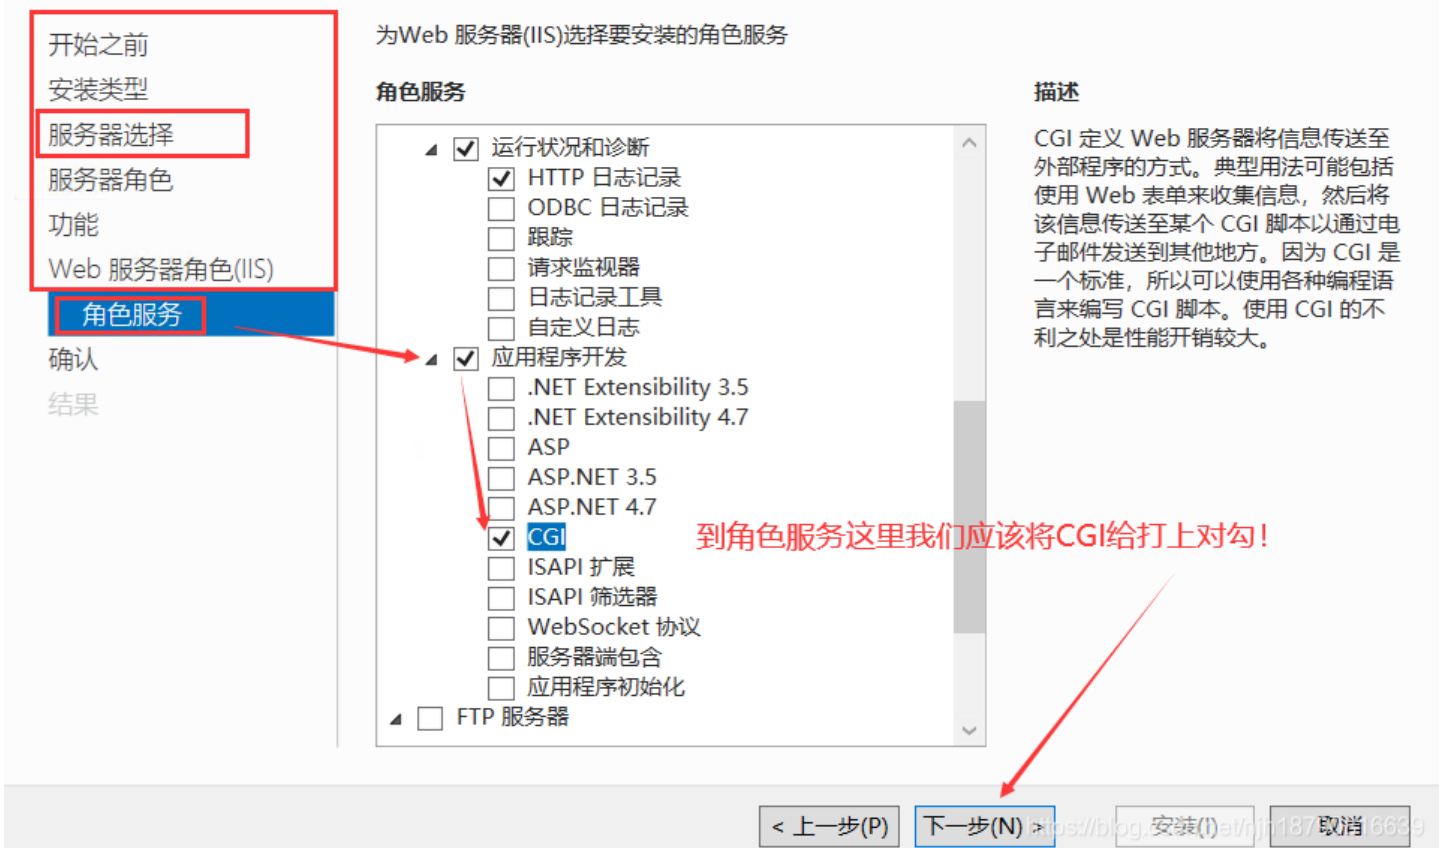 开始之前
安装类型
服务器选择
服务器角色
功能
Web 服务器角色(IIS)
角色服务
确认
结果
为Web 服务器(IIS)选择要安装的角色服务
角色服务
运行状况和诊断
HTTP 日志记录
ODBC 日志记录
跟踪
请求监视器
日志记录工具
自定义日志
应用程序开发
.NET Extensibility 3.5
.NET Extensibility 4.7
ASP
ASP.NET 3.5
ASP.NET 4.7
CGI
ISAPI 扩展
ISAPI 筛选器
WebSocket 协议
服务器端包含
应用程序初始化
FTP 服务器
描述
CGI 定义 Web 服务器将信息传送至
外部程序的方式。典型用法可能包括
使用 Web 表单来收集信息，然后将
该信息传送至某个 CGI 脚本以通过电
子邮件发送到其他地方。因为 CGI 是
一个标准，所以可以使用各种编程语
言来编写 CGI 脚本。使用 CGI 的不
利之处是性能开销较大。
到角色服务这里我们应该将CGI给打上对勾！
< 上一步(P)
下一步(N) >
安装(I)
取消